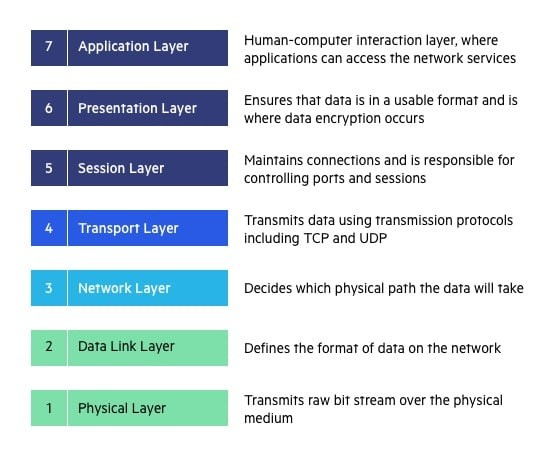 7 Application Layer
Human-computer interaction layer, where
applications can access the network services
6 Presentation Layer
Ensures that data is in a usable format and is
where data encryption occurs
5 Session Layer
Maintains connections and is responsible for
controlling ports and sessions
4 Transport Layer
Transmits data using transmission protocols
including TCP and UDP
3 Network Layer
Decides which physical path the data will take
2 Data Link Layer
Defines the format of data on the network
1 Physical Layer
Transmits raw bit stream over the physical
medium